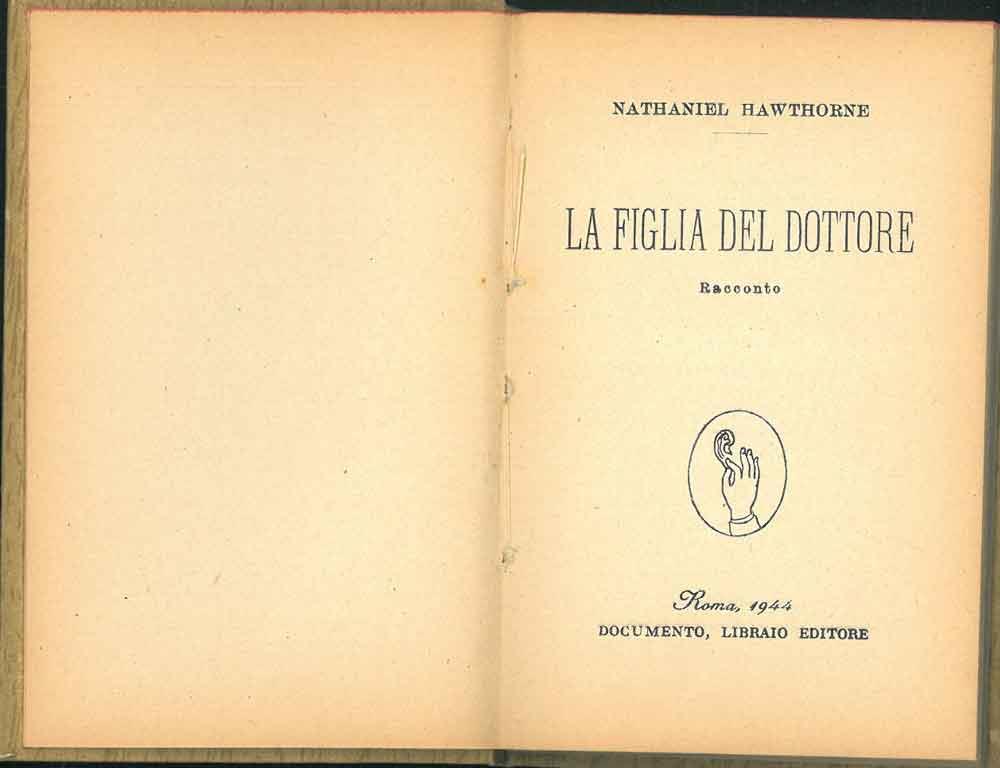 NATHANIEL HAWTHORNE
LA FIGLIA DEL DOTTORE
Racconto
Roma, 1944
DOCUMENTO, LIBRAIO EDITORE